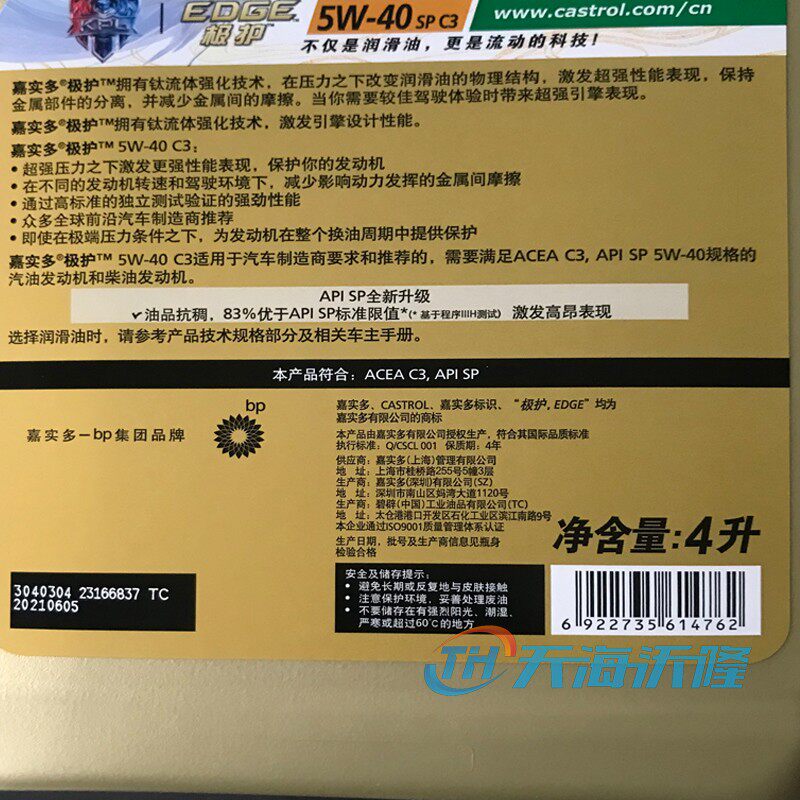 KPL
EDGE
极护
5W-40 SP C3
www.castrol.com/cn
不仅是润滑油，更是流动的科技！
嘉实多®极护™拥有钛流体强化技术，在压力之下改变润滑油的物理结构，激发超强性能表现，保持
金属部件的分离，并减少金属间的摩擦。当你需要较佳驾驶体验时带来超强引擎表现。
嘉实多®极护™拥有钛流体强化技术，激发引擎设计性能。
嘉实多®极护™ 5W-40 C3：
• 超强压力之下激发更强性能表现，保护你的发动机
• 在不同的发动机转速和驾驶环境下，减少影响动力发挥的金属间摩擦
• 通过高标准的独立测试验证的强劲性能
• 众多全球前沿汽车制造商推荐
• 即使在极端压力条件之下，为发动机在整个换油周期中提供保护
嘉实多®极护™ 5W-40 C3适用于汽车制造商要求和推荐的，需要满足ACEA C3, API SP 5W-40规格的
汽油发动机和柴油发动机。
API SP全新升级
✓油品抗稠，83%优于API SP标准限值*(* 基于程序IIIH测试) 激发高昂表现
选择润滑油时，请参考产品技术规格部分及相关车主手册。
本产品符合：ACEA C3, API SP
嘉实多－bp集团品牌
bp
嘉实多、CASTROL、嘉实多标识、“极护, EDGE”均为
嘉实多有限公司的商标
本产品由嘉实多有限公司授权生产，符合其国际品质标准
执行标准：Q/CSCL 001 保质期：4年
供应商：嘉实多(上海)管理有限公司
地 址：上海市桂桥路255号5幢3层
生产商：嘉实多(深圳)有限公司(SZ)
地 址：深圳市南山区妈湾大道1120号
生产商：碧辟(中国)工业油品有限公司(TC)
地 址：太仓港港口开发区石化工业区滨江南路9号
本企业通过ISO9001质量管理体系认证
生产日期，批号及生产商信息见瓶身
检验合格
净含量:4升
3040304 23166837 TC
20210605
安全及储存提示：
• 避免长期或反复地与皮肤接触
• 注意保护环境，妥善处理废油
• 不要储存在有强烈阳光、潮湿、
严寒或超过60℃的地方
6 922735 614762
TH 天海沃隆